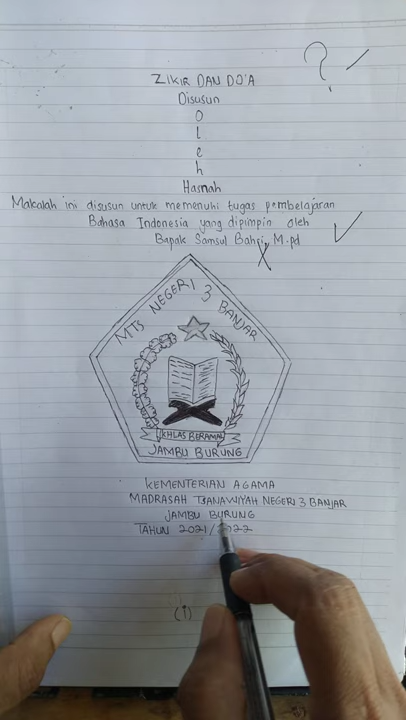 ?
ZIKIR DAN DO'A
Disusun
O
l
e
h
Hasnah
Makalah ini disusun untuk memenuhi tugas pembelajaran
Bahasa Indonesia yang dipimpin oleh
Bapak Samsul Bahri, M.pd
MTs NEGERI 3 BANJAR
IKHLAS BERAMAL
JAMBU BURUNG
KEMENTERIAN AGAMA
MADRASAH TSANAWIYAH NEGERI 3 BANJAR
JAMBU BURUNG
TAHUN 2021/2022
(i)